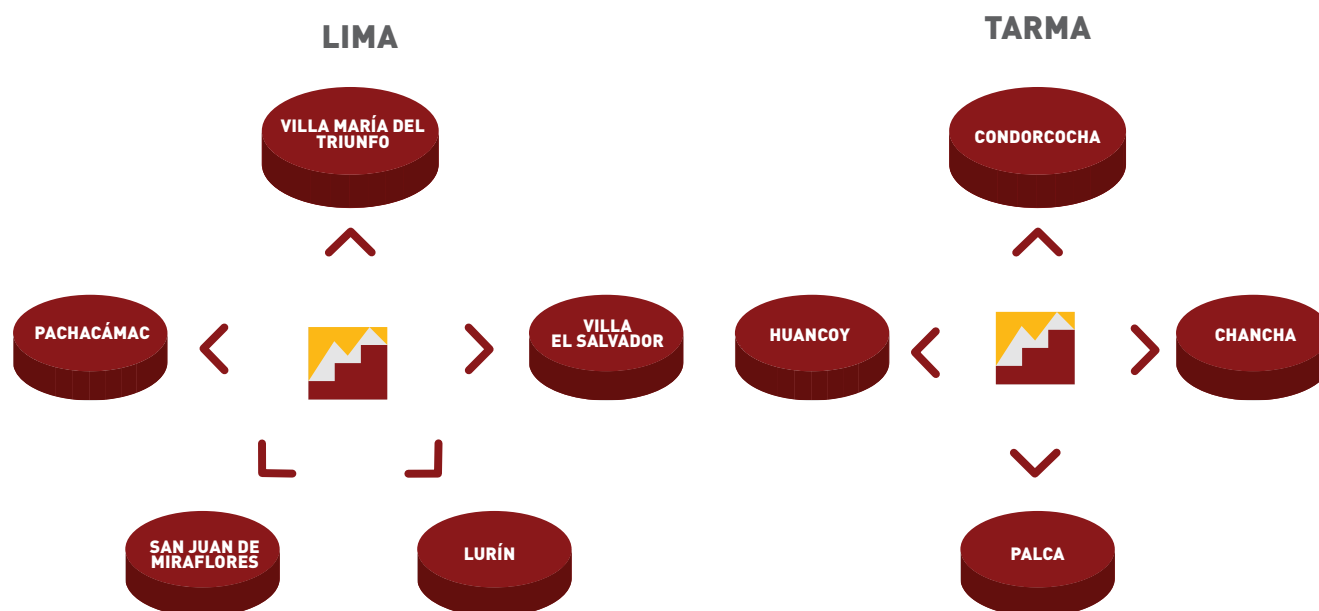 LIMA
VILLA MARÍA DEL
TRIUNFO
PACHACÁMAC
VILLA
EL SALVADOR
SAN JUAN DE
MIRAFLORES
LURÍN
TARMA
CONDORCOCHA
HUANCOY
CHANCHA
PALCA